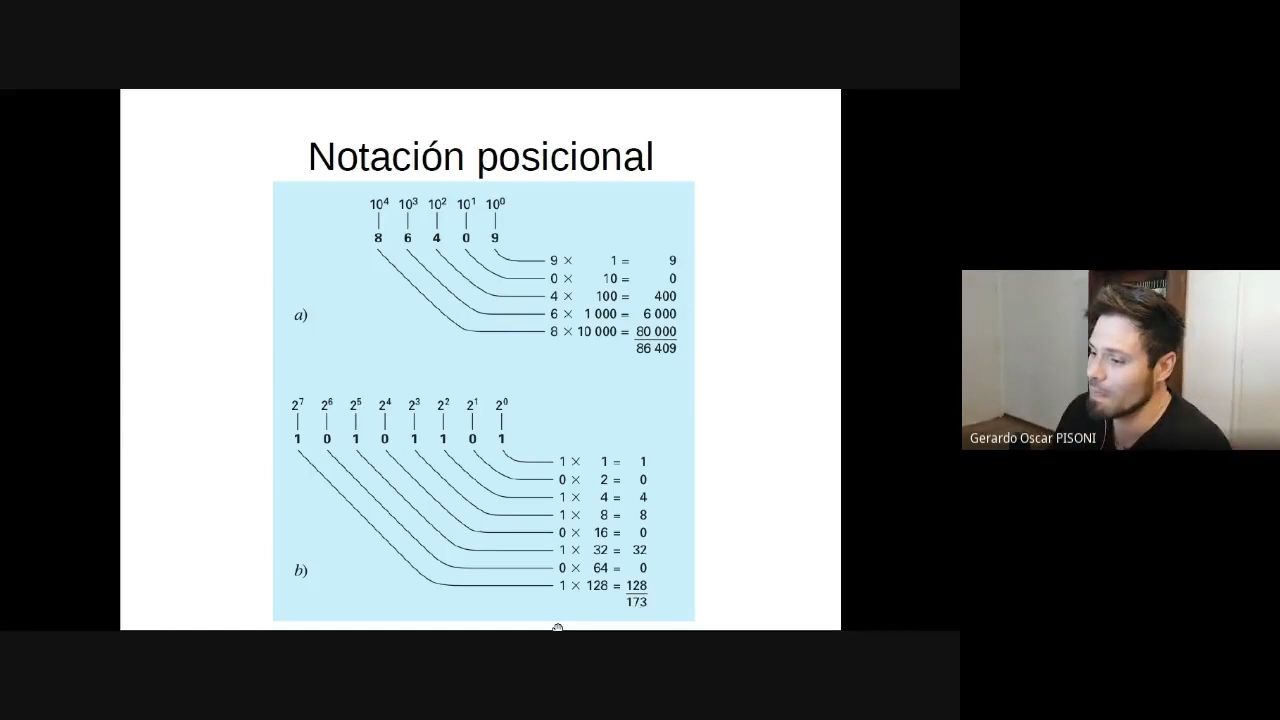 Notación posicional
10⁴ 10³ 10² 10¹ 10⁰
8 6 4 0 9
9 × 1 = 9
0 × 10 = 0
4 × 100 = 400
6 × 1 000 = 6 000
8 × 10 000 = 80 000
86 409
a)
2⁷ 2⁶ 2⁵ 2⁴ 2³ 2² 2¹ 2⁰
1 0 1 0 1 1 0 1
1 × 1 = 1
0 × 2 = 0
1 × 4 = 4
1 × 8 = 8
0 × 16 = 0
1 × 32 = 32
0 × 64 = 0
1 × 128 = 128
173
b)
Gerardo Oscar PISONI